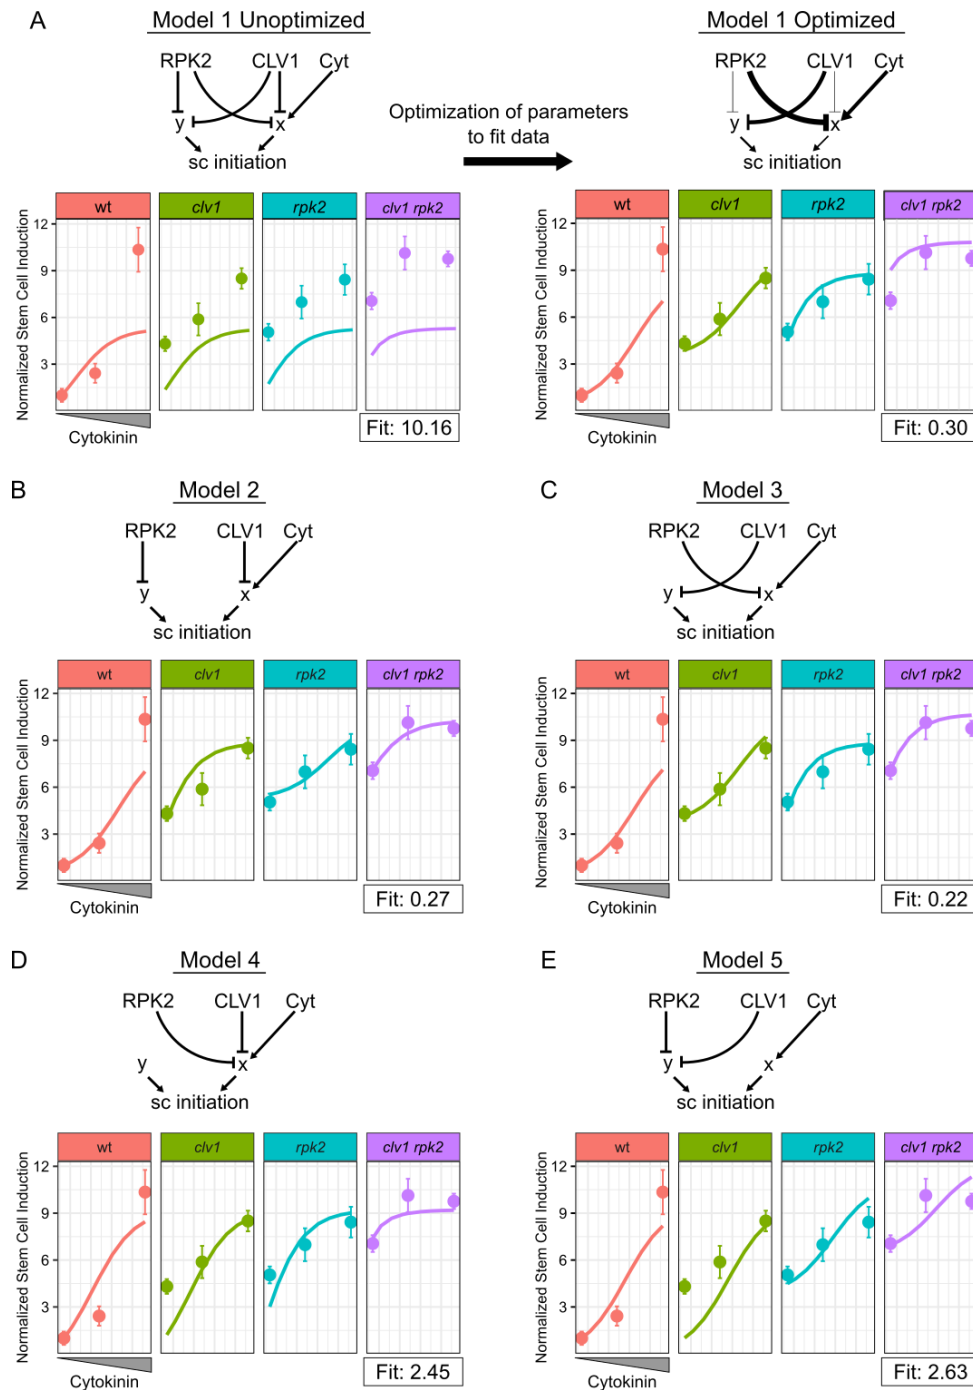 A
Model 1 Unoptimized
RPK2 CLV1 Cyt
y x
sc initiation
Optimization of parameters
to fit data
Model 1 Optimized
RPK2 CLV1 Cyt
y x
sc initiation
Normalized Stem Cell Induction
12
9
6
3
wt clv1 rpk2 clv1 rpk2
Cytokinin
Fit: 10.16
Normalized Stem Cell Induction
12
9
6
3
wt clv1 rpk2 clv1 rpk2
Cytokinin
Fit: 0.30
B
Model 2
RPK2 CLV1 Cyt
y x
sc initiation
Normalized Stem Cell Induction
12
9
6
3
wt clv1 rpk2 clv1 rpk2
Cytokinin
Fit: 0.27
C
Model 3
RPK2 CLV1 Cyt
y x
sc initiation
Normalized Stem Cell Induction
12
9
6
3
wt clv1 rpk2 clv1 rpk2
Cytokinin
Fit: 0.22
D
Model 4
RPK2 CLV1 Cyt
y x
sc initiation
Normalized Stem Cell Induction
12
9
6
3
wt clv1 rpk2 clv1 rpk2
Cytokinin
Fit: 2.45
E
Model 5
RPK2 CLV1 Cyt
y x
sc initiation
Normalized Stem Cell Induction
12
9
6
3
wt clv1 rpk2 clv1 rpk2
Cytokinin
Fit: 2.63